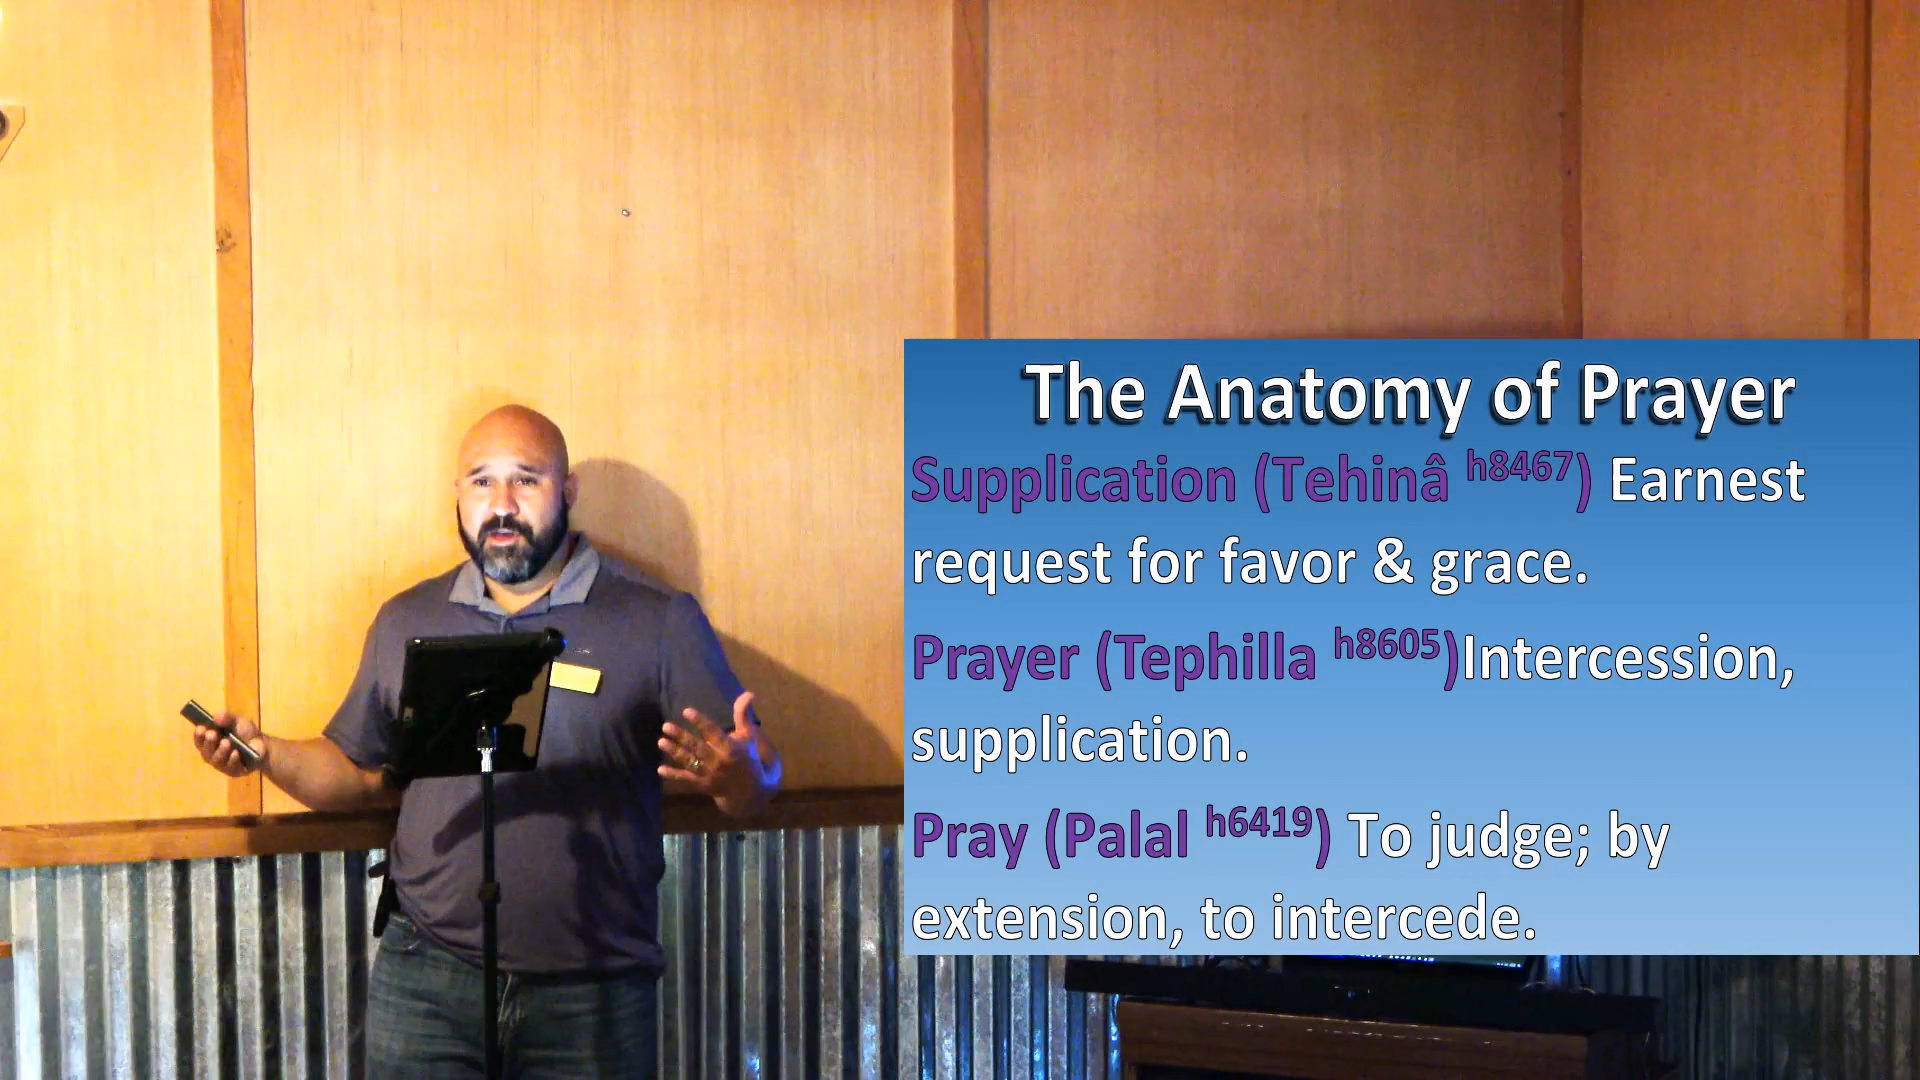 The Anatomy of Prayer
Supplication (Tehinâ h8467) Earnest
request for favor & grace.
Prayer (Tephilla h8605)Intercession,
supplication.
Pray (Palal h6419) To judge; by
extension, to intercede.